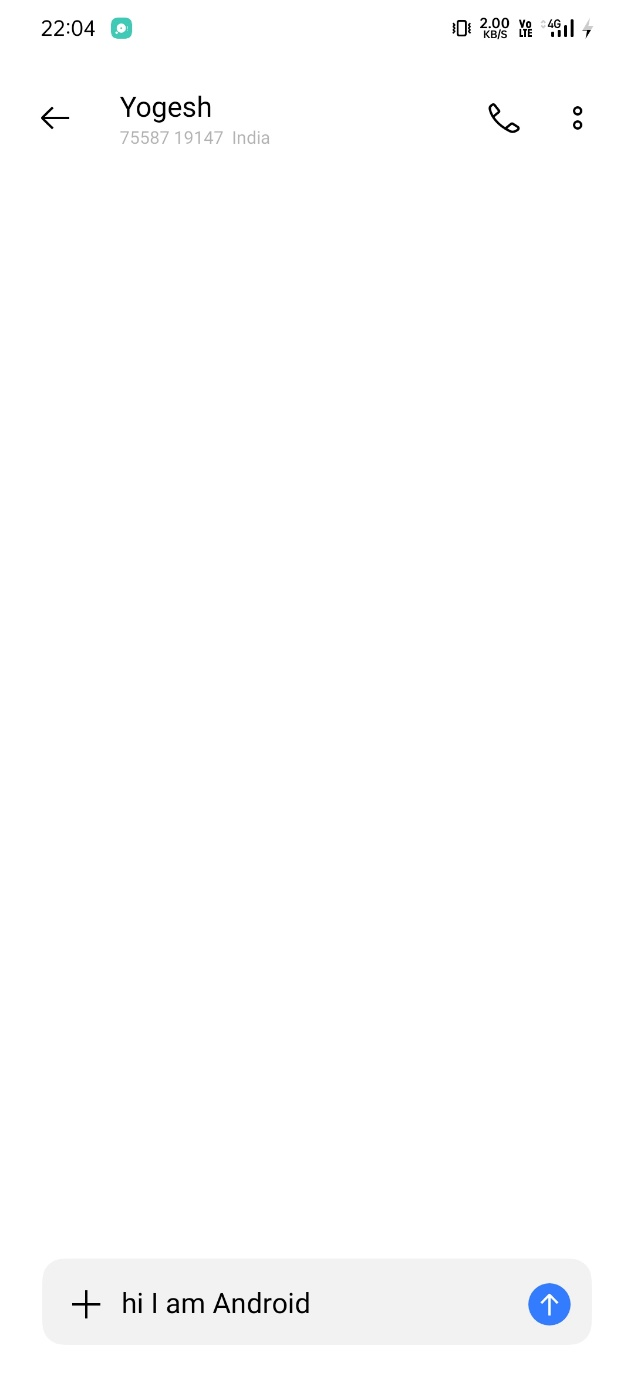 22:04 2.00 KB/S Vo LTE 4G
Yogesh
75587 19147 India
hi I am Android